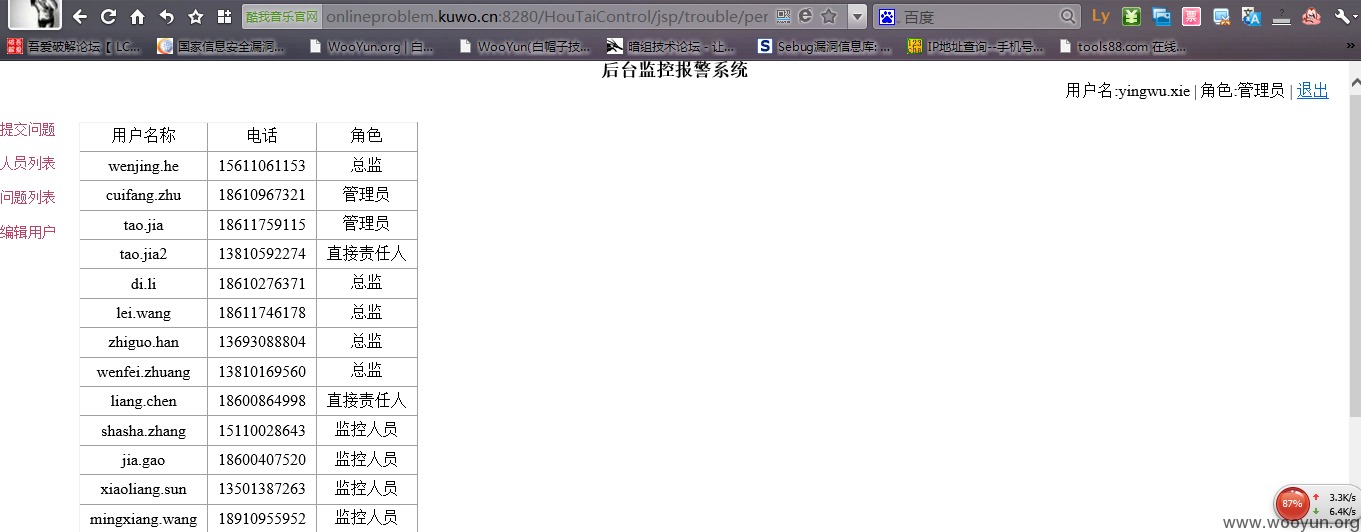 酷我音乐官网 onlineproblem.kuwo.cn:8280/HouTaiControl/jsp/trouble/per 百度 Ly
吾爱破解论坛【 LC... 国家信息安全漏洞... WooYun.org | 白... WooYun(白帽子技... 暗组技术论坛 - 让... Sebug漏洞信息库: ... IP地址查询--手机号... tools88.com 在线... »
后台监控报警系统
用户名:yingwu.xie | 角色:管理员 | 退出
提交问题
人员列表
问题列表
编辑用户
用户名称 电话 角色
wenjing.he 15611061153 总监
cuifang.zhu 18610967321 管理员
tao.jia 18611759115 管理员
tao.jia2 13810592274 直接责任人
di.li 18610276371 总监
lei.wang 18611746178 总监
zhiguo.han 13693088804 总监
wenfei.zhuang 13810169560 总监
liang.chen 18600864998 直接责任人
shasha.zhang 15110028643 监控人员
jia.gao 18600407520 监控人员
xiaoliang.sun 13501387263 监控人员
mingxiang.wang 18910955952 监控人员
87% 3.3K/s
6.4K/s
www.wooyun.org